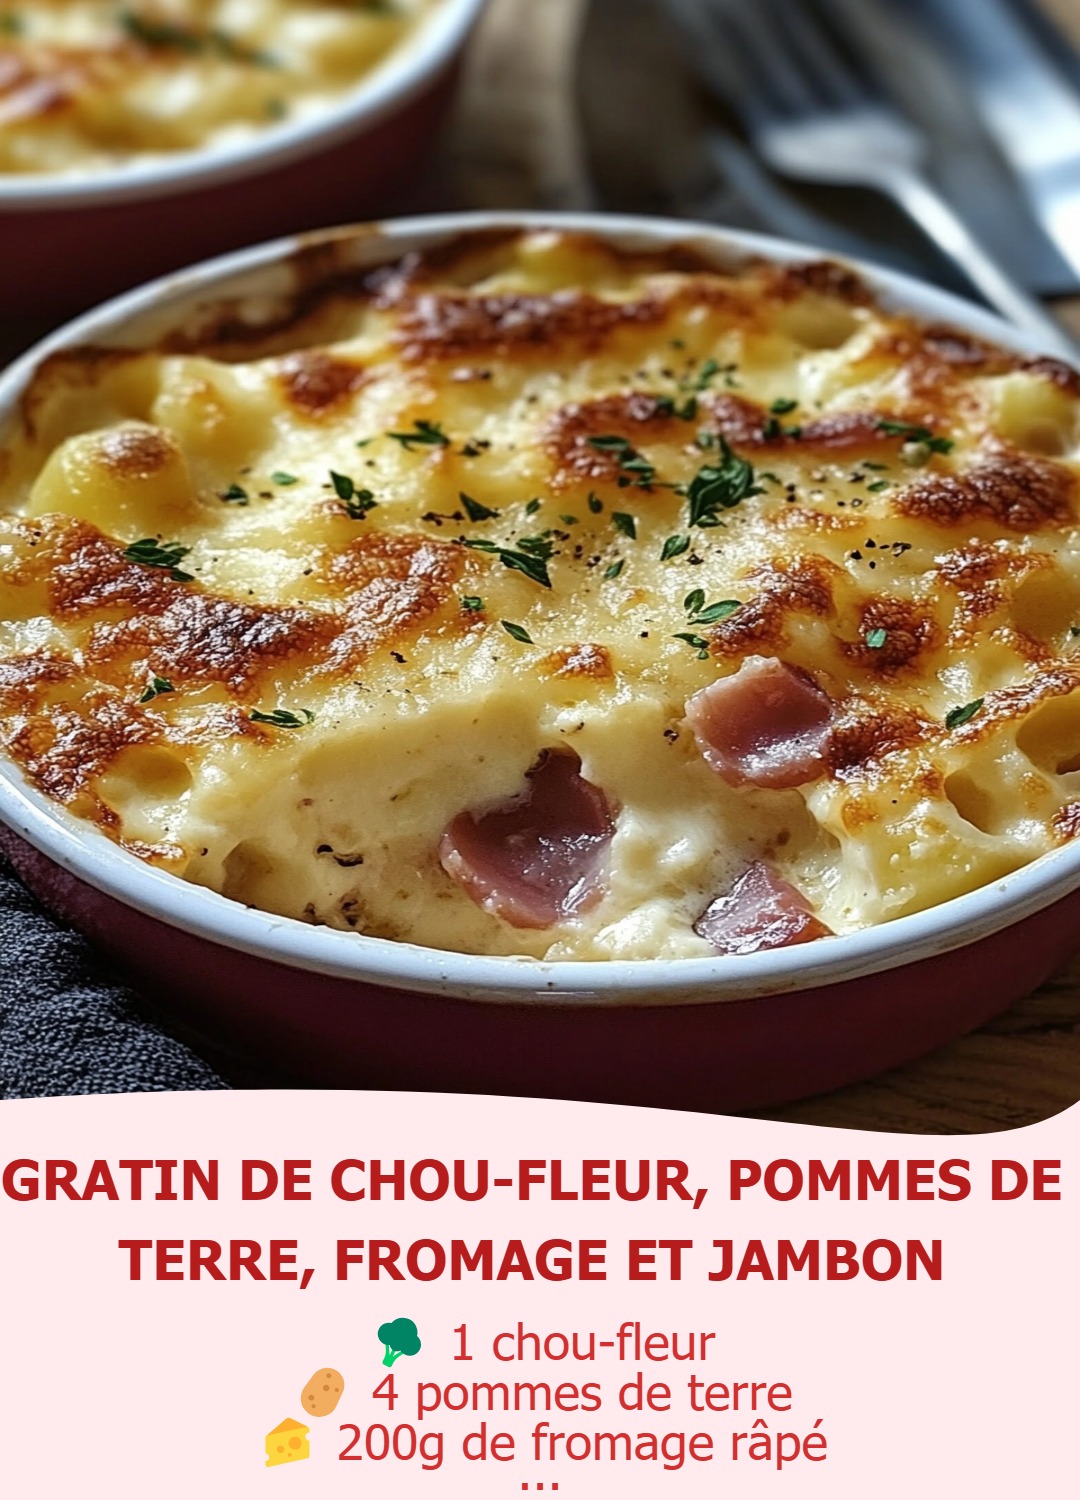 GRATIN DE CHOU-FLEUR, POMMES DE
TERRE, FROMAGE ET JAMBON
🥦 1 chou-fleur
🥔 4 pommes de terre
🧀 200g de fromage râpé
...